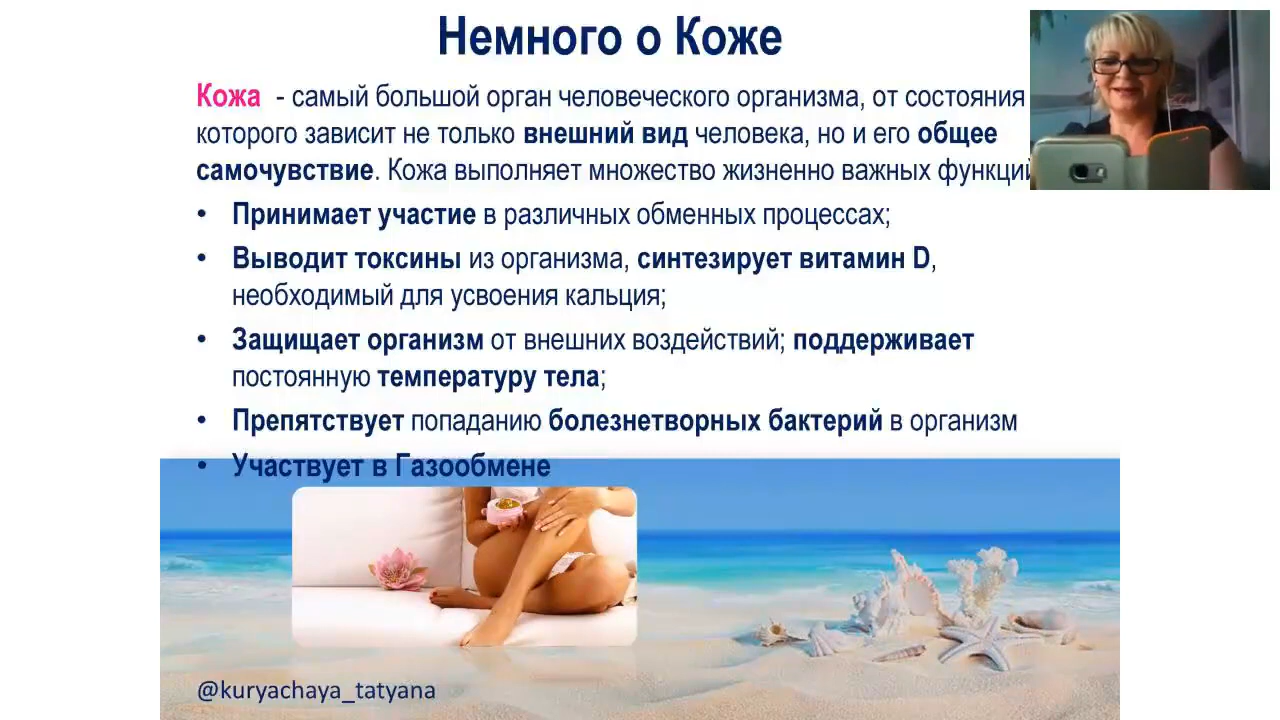 Немного о Коже
Кожа - самый большой орган человеческого организма, от состояния
которого зависит не только внешний вид человека, но и его общее
самочувствие. Кожа выполняет множество жизненно важных функций
• Принимает участие в различных обменных процессах;
• Выводит токсины из организма, синтезирует витамин D,
необходимый для усвоения кальция;
• Защищает организм от внешних воздействий; поддерживает
постоянную температуру тела;
• Препятствует попаданию болезнетворных бактерий в организм
• Участвует в Газообмене
@kuryachaya_tatyana